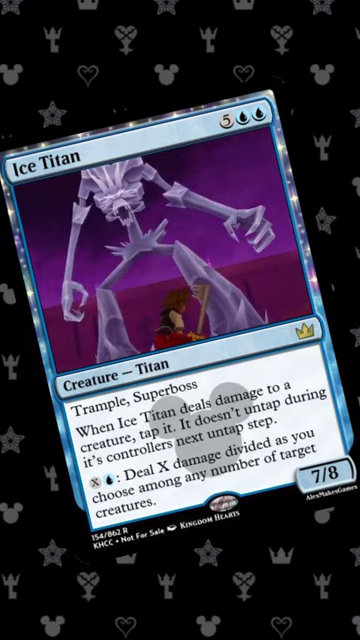 Ice Titan
5
Creature — Titan
Trample, Superboss
When Ice Titan deals damage to a
creature, tap it. It doesn't untap during
it's controllers next untap step.
X : Deal X damage divided as you
choose among any number of target
creatures.
7/8
154/862 R
KHCC • Not For Sale KINGDOM HEARTS
AlexMakesGames